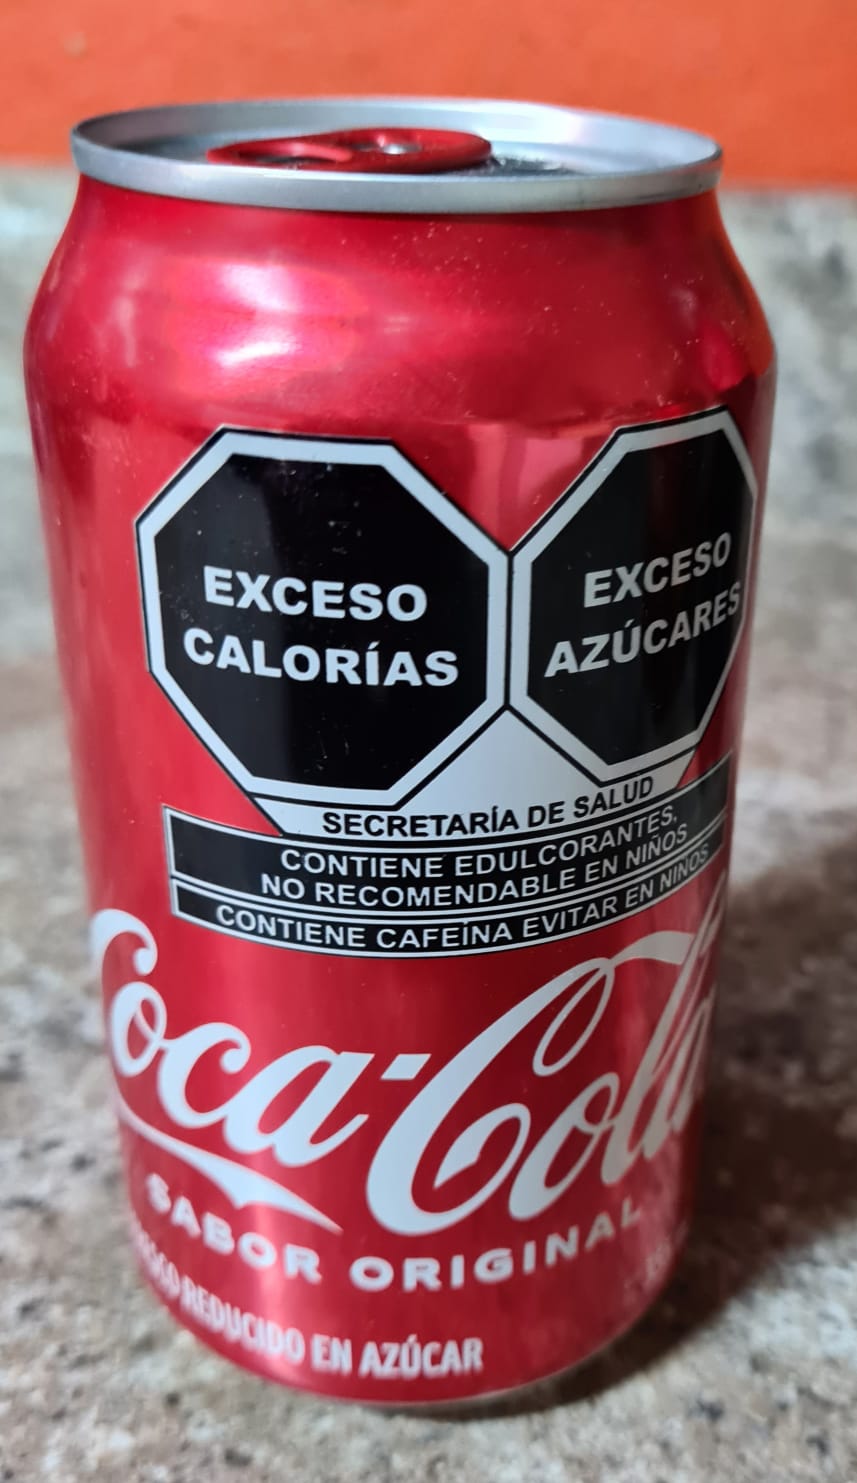 EXCESO
CALORÍAS
EXCESO
AZÚCARES
SECRETARÍA DE SALUD
CONTIENE EDULCORANTES,
NO RECOMENDABLE EN NIÑOS
CONTIENE CAFEÍNA EVITAR EN NIÑOS
Coca-Cola
SABOR ORIGINAL
REDUCIDO EN AZÚCAR